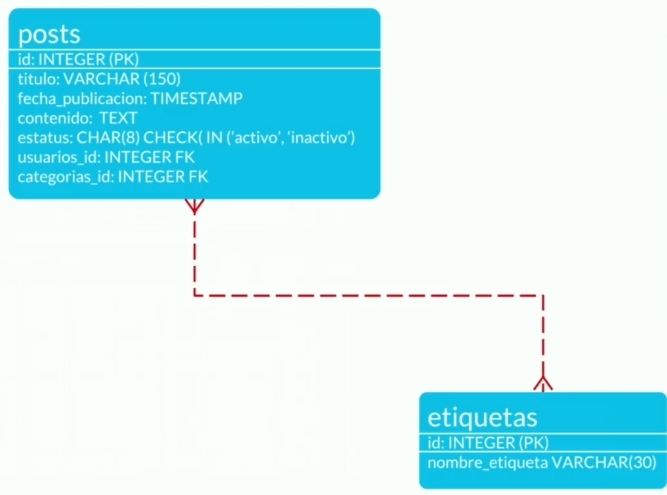 posts
id: INTEGER (PK)
titulo: VARCHAR (150)
fecha_publicacion: TIMESTAMP
contenido: TEXT
estatus: CHAR(8) CHECK( IN ('activo', 'inactivo')
usuarios_id: INTEGER FK
categorias_id: INTEGER FK
etiquetas
id: INTEGER (PK)
nombre_etiqueta VARCHAR(30)